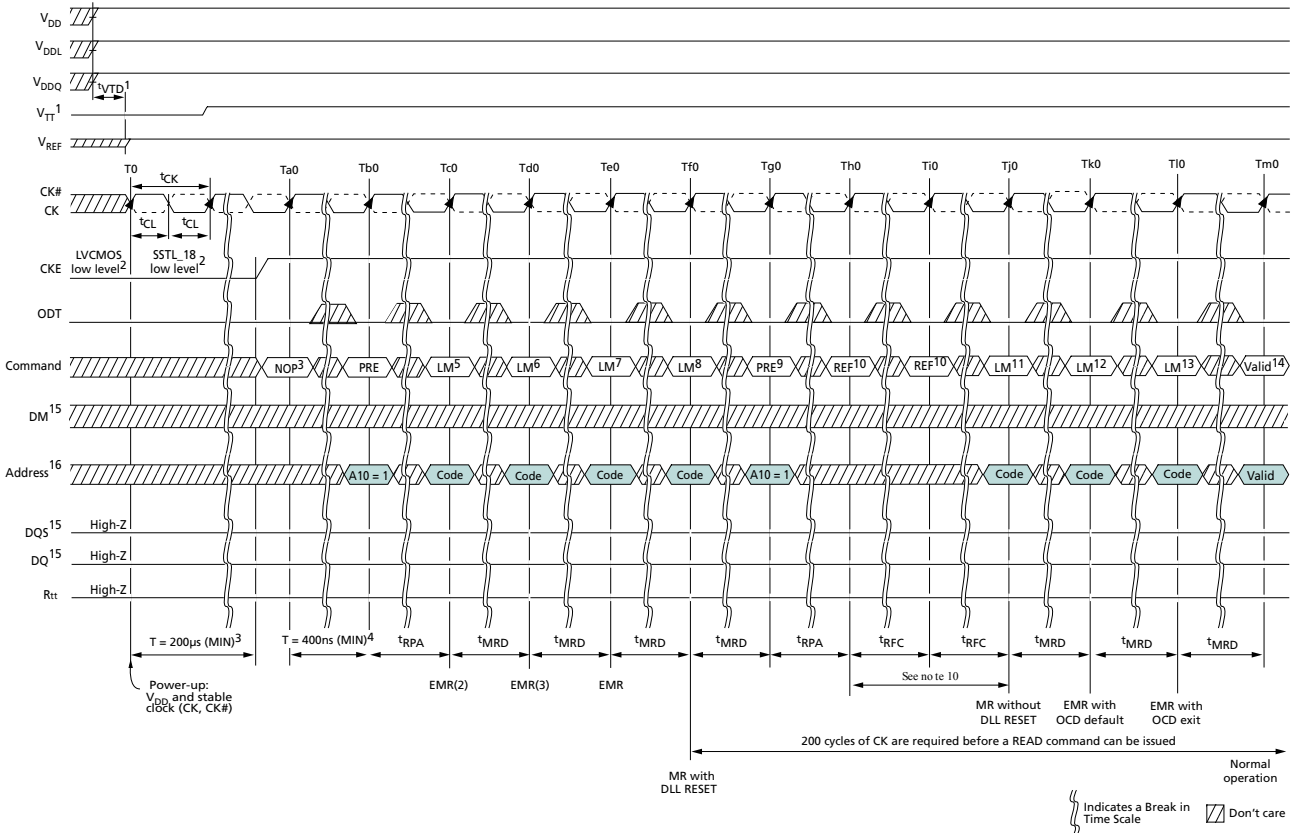 VDD
VDDL
VDDQ
tVTD1
VTT1
VREF
T0 Ta0 Tb0 Tc0 Td0 Te0 Tf0 Tg0 Th0 Ti0 Tj0 Tk0 Tl0 Tm0
tCK
CK#
CK
tCL tCL
LVCMOS low level2
SSTL_18 low level2
CKE
ODT
Command NOP3 PRE LM5 LM6 LM7 LM8 PRE9 REF10 REF10 LM11 LM12 LM13 Valid14
DM15
Address16 A10 = 1 Code Code Code Code A10 = 1 Code Code Code Valid
DQS15 High-Z
DQ15 High-Z
Rtt High-Z
T = 200µs (MIN)3 T = 400ns (MIN)4 tRPA tMRD tMRD tMRD tMRD tRPA tRFC tRFC tMRD tMRD tMRD
Power-up:
VDD and stable
clock (CK, CK#)
EMR(2) EMR(3) EMR
See no te 10
MR without
DLL RESET
EMR with
OCD default
EMR with
OCD exit
200 cycles of CK are required before a READ command can be issued
MR with
DLL RESET
Normal
operation
Indicates a Break in
Time Scale
Don't care